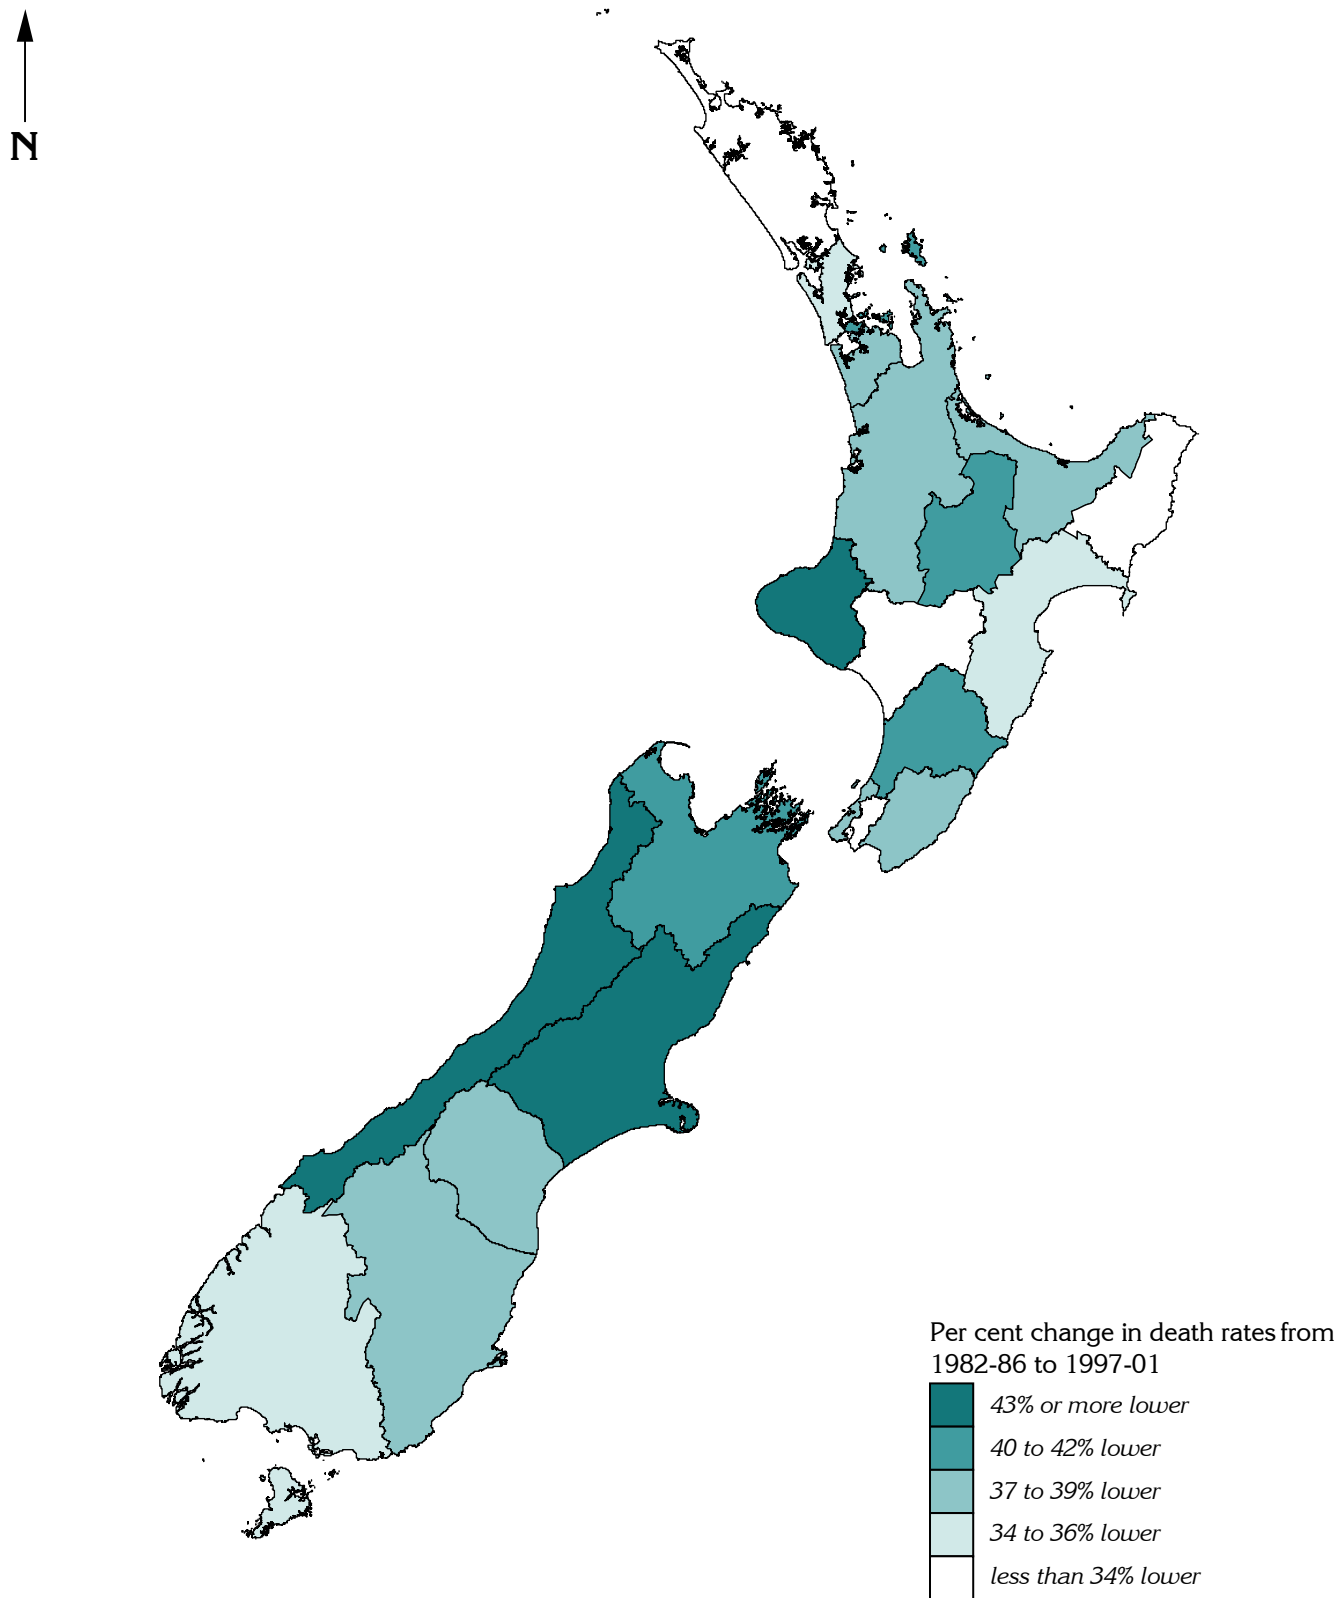 N
Per cent change in death rates from
1982-86 to 1997-01
43% or more lower
40 to 42% lower
37 to 39% lower
34 to 36% lower
less than 34% lower